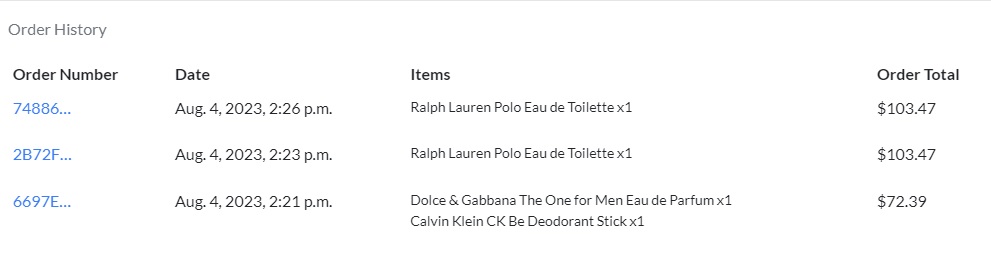 Order History
Order Number Date Items Order Total
74886... Aug. 4, 2023, 2:26 p.m. Ralph Lauren Polo Eau de Toilette x1 $103.47
2B72F... Aug. 4, 2023, 2:23 p.m. Ralph Lauren Polo Eau de Toilette x1 $103.47
6697E... Aug. 4, 2023, 2:21 p.m. Dolce & Gabbana The One for Men Eau de Parfum x1 $72.39
Calvin Klein CK Be Deodorant Stick x1